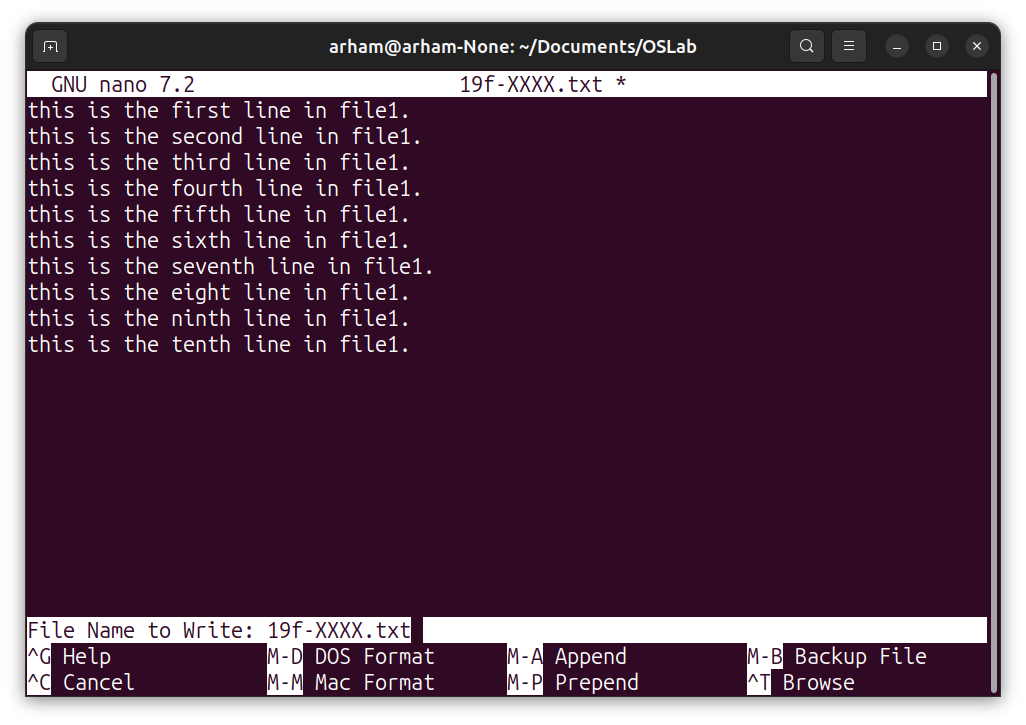 arham@arham-None: ~/Documents/OSLab
GNU nano 7.2 19f-XXXX.txt *
this is the first line in file1.
this is the second line in file1.
this is the third line in file1.
this is the fourth line in file1.
this is the fifth line in file1.
this is the sixth line in file1.
this is the seventh line in file1.
this is the eight line in file1.
this is the ninth line in file1.
this is the tenth line in file1.
File Name to Write: 19f-XXXX.txt
^G Help M-D DOS Format M-A Append M-B Backup File
^C Cancel M-M Mac Format M-P Prepend ^T Browse